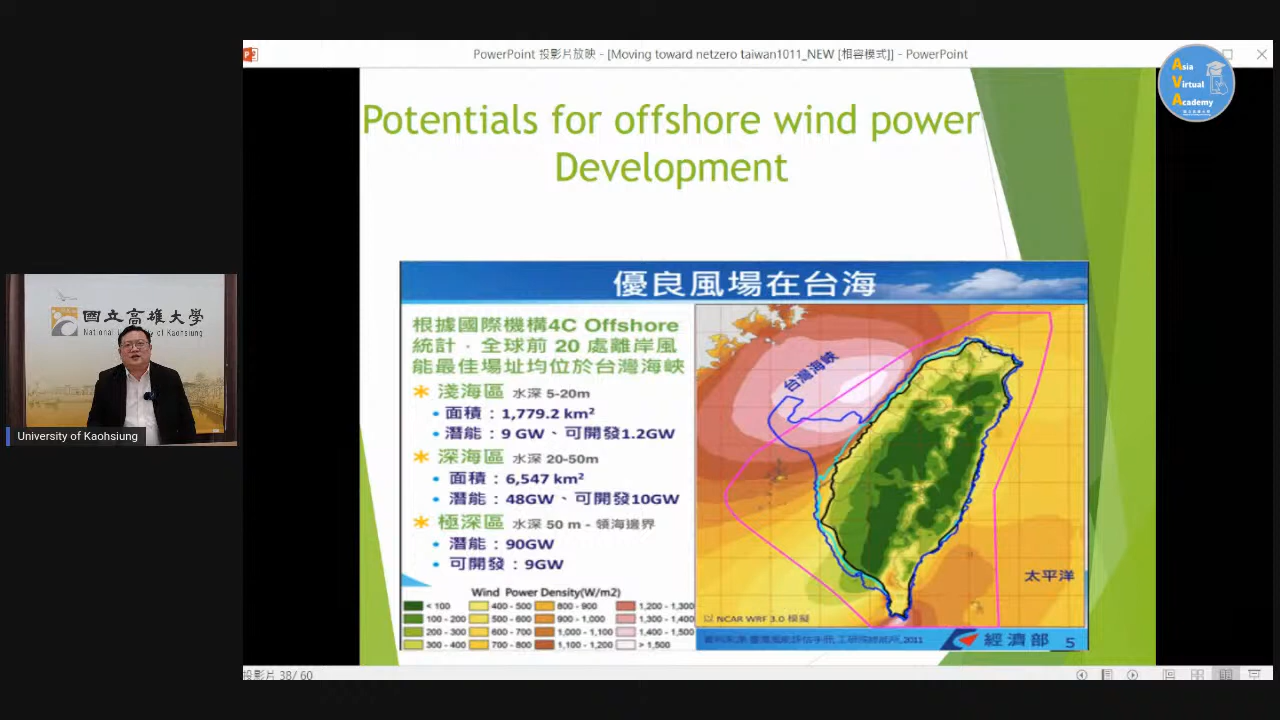 PowerPoint 投影片放映 - [Moving toward netzero taiwan1011_NEW [相容模式]] - PowerPoint
Asia
Virtual
Academy
Potentials for offshore wind power
Development
優良風場在台海
根據國際機構4C Offshore
統計，全球前 20 處離岸風
能最佳場址均位於台灣海峽
淺海區 水深 5-20m
面積：1,779.2 km²
潛能：9 GW、可開發1.2GW
深海區 水深 20-50m
面積：6,547 km²
潛能：48GW、可開發10GW
極深區 水深 50 m - 領海邊界
潛能：90GW
可開發：9GW
Wind Power Density(W/m2)
< 100 400 - 500 800 - 900 1,200 - 1,300
100 - 200 500 - 600 900 - 1,000 1,300 - 1,400
200 - 300 600 - 700 1,000 - 1,100 1,400 - 1,500
300 - 400 700 - 800 1,100 - 1,200 > 1,500
台灣海峽
太平洋
以 NCAR WRF 3.0 模擬
2011
經濟部 5
國立高雄大學
National University of Kaohsiung
University of Kaohsiung
投影片 38/60